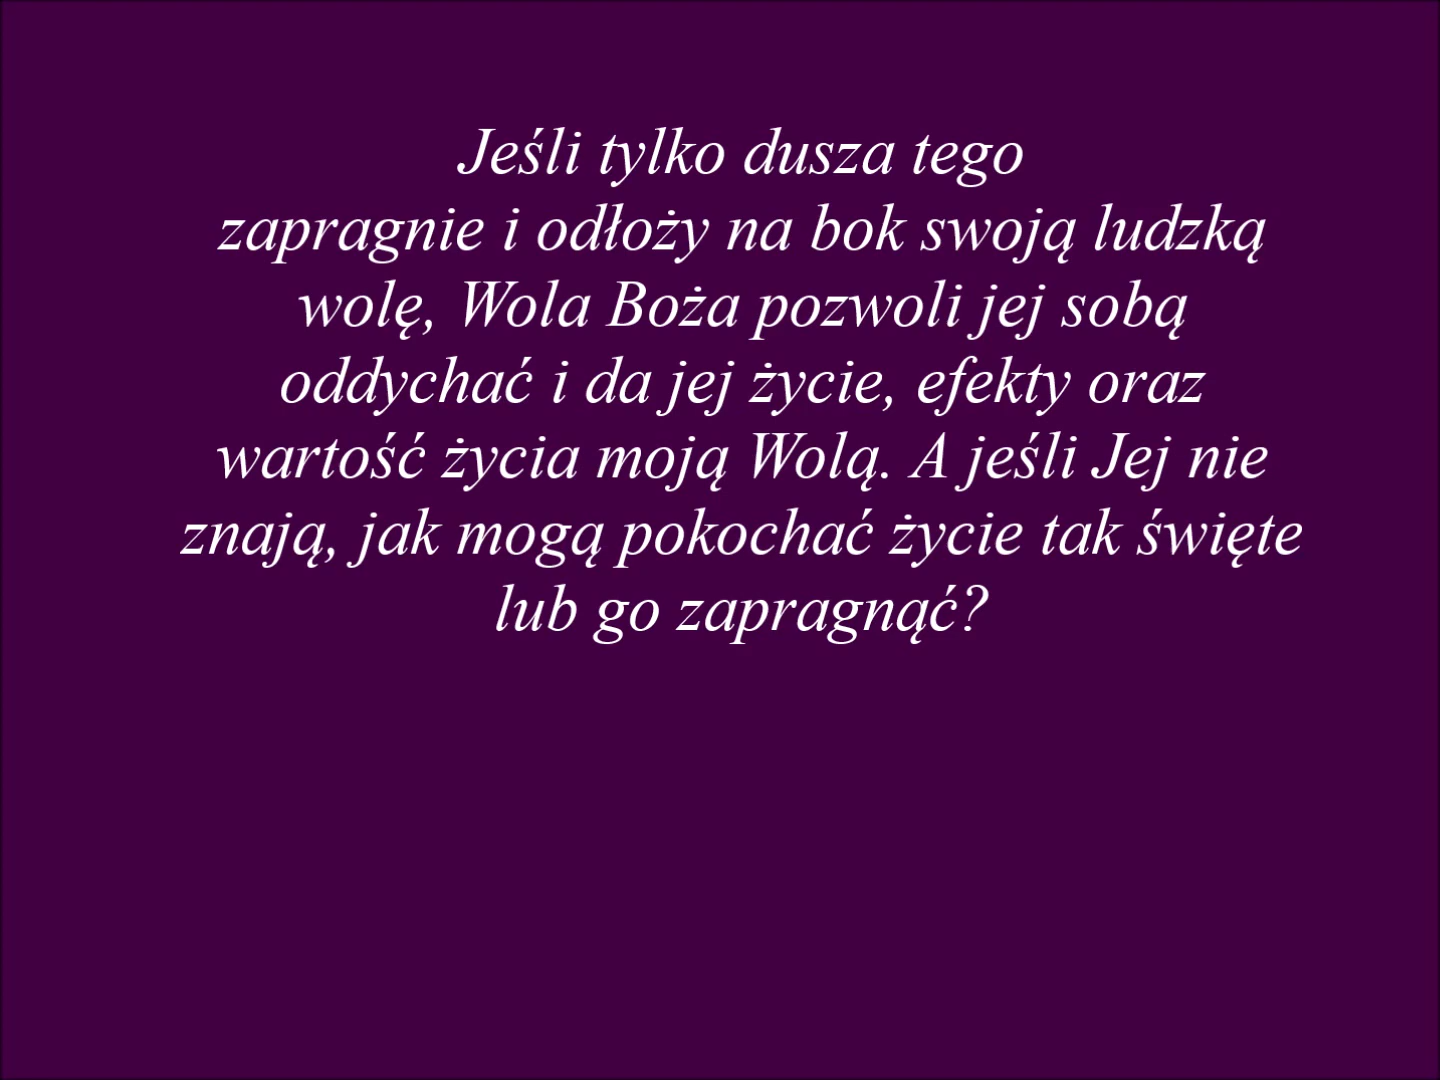 Jeśli tylko dusza tego
zapragnie i odłoży na bok swoją ludzką
wolę, Wola Boża pozwoli jej sobą
oddychać i da jej życie, efekty oraz
wartość życia moją Wolą. A jeśli Jej nie
znają, jak mogą pokochać życie tak święte
lub go zapragnąć?